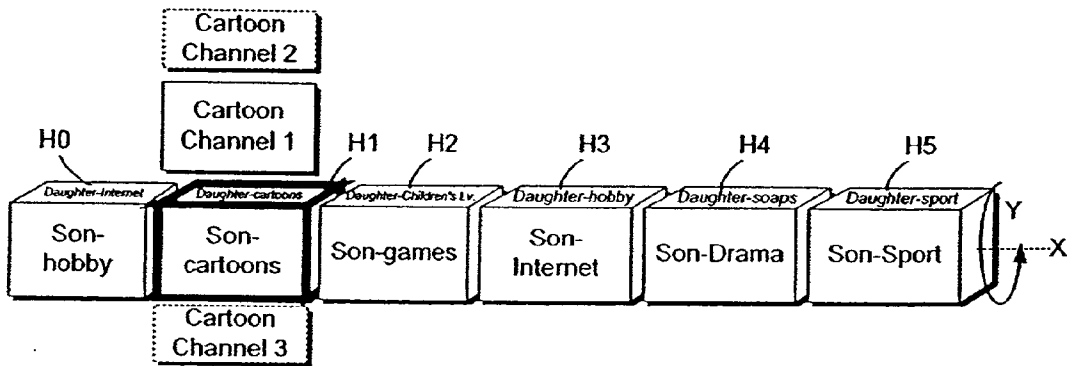 Cartoon
Channel 2
Cartoon
Channel 1
H0
H1
H2
H3
H4
H5
Daughter-Internet
Daughter-cartoons
Daughter-Children's t.v.
Daughter-hobby
Daughter-soaps
Daughter-sport
Y
Son-
hobby
Son-
cartoons
Son-games
Son-
Internet
Son-Drama
Son-Sport
X
Cartoon
Channel 3